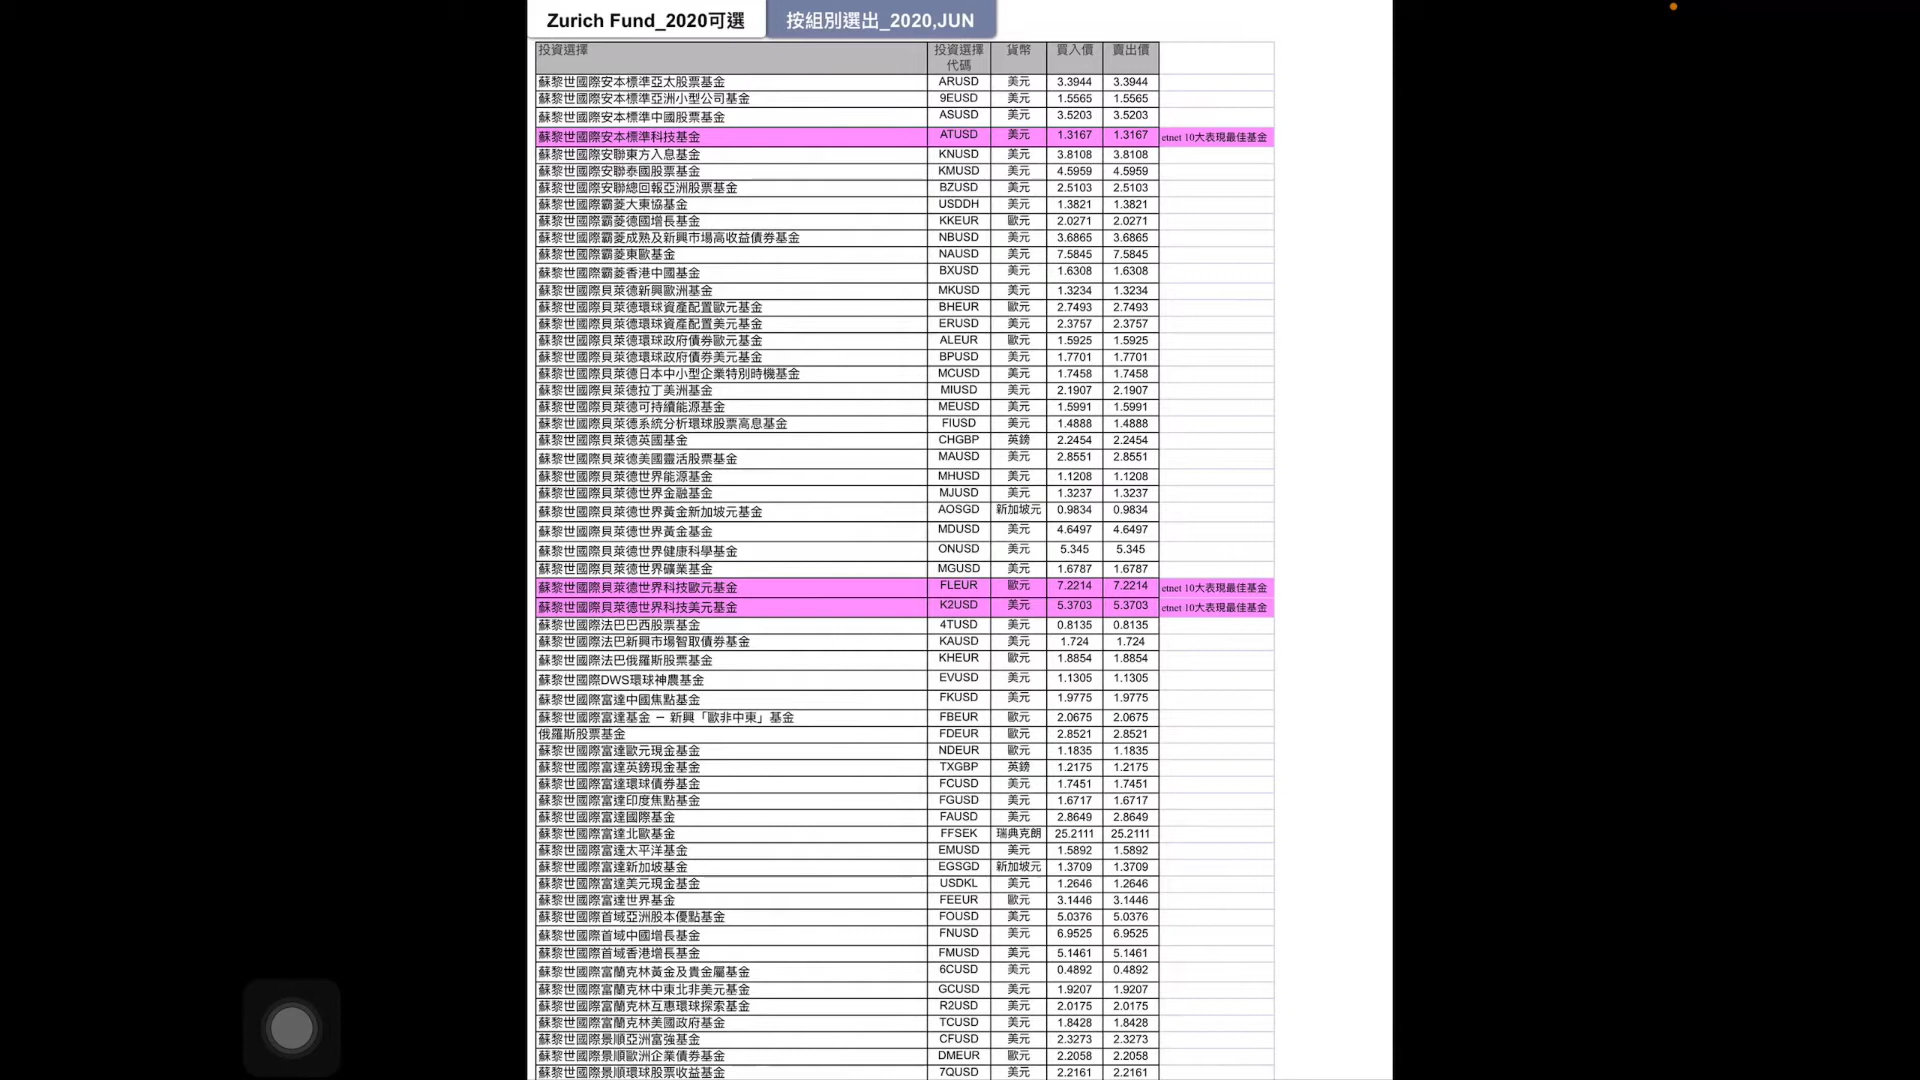 Zurich Fund_2020可選 按組別選出_2020,JUN
投資選擇 投資選擇代碼 貨幣 買入價 賣出價
蘇黎世國際安本標準亞太股票基金 ARUSD 美元 3.3944 3.3944
蘇黎世國際安本標準亞洲小型公司基金 9EUSD 美元 1.5565 1.5565
蘇黎世國際安本標準中國股票基金 ASUSD 美元 3.5203 3.5203
蘇黎世國際安本標準科技基金 ATUSD 美元 1.3167 1.3167 etnet 10大表現最佳基金
蘇黎世國際安聯東方入息基金 KNUSD 美元 3.8108 3.8108
蘇黎世國際安聯泰國股票基金 KMUSD 美元 4.5959 4.5959
蘇黎世國際安聯總回報亞洲股票基金 BZUSD 美元 2.5103 2.5103
蘇黎世國際霸菱大東協基金 USDDH 美元 1.3821 1.3821
蘇黎世國際霸菱德國增長基金 KKEUR 歐元 2.0271 2.0271
蘇黎世國際霸菱成熟及新興市場高收益債券基金 NBUSD 美元 3.6865 3.6865
蘇黎世國際霸菱東歐基金 NAUSD 美元 7.5845 7.5845
蘇黎世國際霸菱香港中國基金 BXUSD 美元 1.6308 1.6308
蘇黎世國際貝萊德新興歐洲基金 MKUSD 美元 1.3234 1.3234
蘇黎世國際貝萊德環球資產配置歐元基金 BHEUR 歐元 2.7493 2.7493
蘇黎世國際貝萊德環球資產配置美元基金 ERUSD 美元 2.3757 2.3757
蘇黎世國際貝萊德環球政府債券歐元基金 ALEUR 歐元 1.5925 1.5925
蘇黎世國際貝萊德環球政府債券美元基金 BPUSD 美元 1.7701 1.7701
蘇黎世國際貝萊德日本中小型企業特別時機基金 MCUSD 美元 1.7458 1.7458
蘇黎世國際貝萊德拉丁美洲基金 MIUSD 美元 2.1907 2.1907
蘇黎世國際貝萊德可持續能源基金 MEUSD 美元 1.5991 1.5991
蘇黎世國際貝萊德系統分析環球股票高息基金 FIUSD 美元 1.4888 1.4888
蘇黎世國際貝萊德英國基金 CHGBP 英鎊 2.2454 2.2454
蘇黎世國際貝萊德美國靈活股票基金 MAUSD 美元 2.8551 2.8551
蘇黎世國際貝萊德世界能源基金 MHUSD 美元 1.1208 1.1208
蘇黎世國際貝萊德世界金融基金 MJUSD 美元 1.3237 1.3237
蘇黎世國際貝萊德世界黃金新加坡元基金 AOSGD 新加坡元 0.9834 0.9834
蘇黎世國際貝萊德世界黃金基金 MDUSD 美元 4.6497 4.6497
蘇黎世國際貝萊德世界健康科學基金 ONUSD 美元 5.345 5.345
蘇黎世國際貝萊德世界礦業基金 MGUSD 美元 1.6787 1.6787
蘇黎世國際貝萊德世界科技歐元基金 FLEUR 歐元 7.2214 7.2214 etnet 10大表現最佳基金
蘇黎世國際貝萊德世界科技美元基金 K2USD 美元 5.3703 5.3703 etnet 10大表現最佳基金
蘇黎世國際法巴巴西股票基金 4TUSD 美元 0.8135 0.8135
蘇黎世國際法巴新興市場智取債券基金 KAUSD 美元 1.724 1.724
蘇黎世國際法巴俄羅斯股票基金 KHEUR 歐元 1.8854 1.8854
蘇黎世國際DWS環球神農基金 EVUSD 美元 1.1305 1.1305
蘇黎世國際富達中國焦點基金 FKUSD 美元 1.9775 1.9775
蘇黎世國際富達基金 － 新興「歐非中東」基金 FBEUR 歐元 2.0675 2.0675
俄羅斯股票基金 FDEUR 歐元 2.8521 2.8521
蘇黎世國際富達歐元現金基金 NDEUR 歐元 1.1835 1.1835
蘇黎世國際富達英鎊現金基金 TXGBP 英鎊 1.2175 1.2175
蘇黎世國際富達環球債券基金 FCUSD 美元 1.7451 1.7451
蘇黎世國際富達印度焦點基金 FGUSD 美元 1.6717 1.6717
蘇黎世國際富達國際基金 FAUSD 美元 2.8649 2.8649
蘇黎世國際富達北歐基金 FFSEK 瑞典克朗 25.2111 25.2111
蘇黎世國際富達太平洋基金 EMUSD 美元 1.5892 1.5892
蘇黎世國際富達新加坡基金 EGSGD 新加坡元 1.3709 1.3709
蘇黎世國際富達美元現金基金 USDKL 美元 1.2646 1.2646
蘇黎世國際富達世界基金 FEEUR 歐元 3.1446 3.1446
蘇黎世國際首域亞洲股本優點基金 FOUSD 美元 5.0376 5.0376
蘇黎世國際首域中國增長基金 FNUSD 美元 6.9525 6.9525
蘇黎世國際首域香港增長基金 FMUSD 美元 5.1461 5.1461
蘇黎世國際富蘭克林黃金及貴金屬基金 6CUSD 美元 0.4892 0.4892
蘇黎世國際富蘭克林中東北非美元基金 GCUSD 美元 1.9207 1.9207
蘇黎世國際富蘭克林互惠環球探索基金 R2USD 美元 2.0175 2.0175
蘇黎世國際富蘭克林美國政府基金 TCUSD 美元 1.8428 1.8428
蘇黎世國際景順亞洲富強基金 CFUSD 美元 2.3273 2.3273
蘇黎世國際景順歐洲企業債券基金 DMEUR 歐元 2.2058 2.2058
蘇黎世國際景順環球股票收益基金 7QUSD 美元 2.2161 2.2161